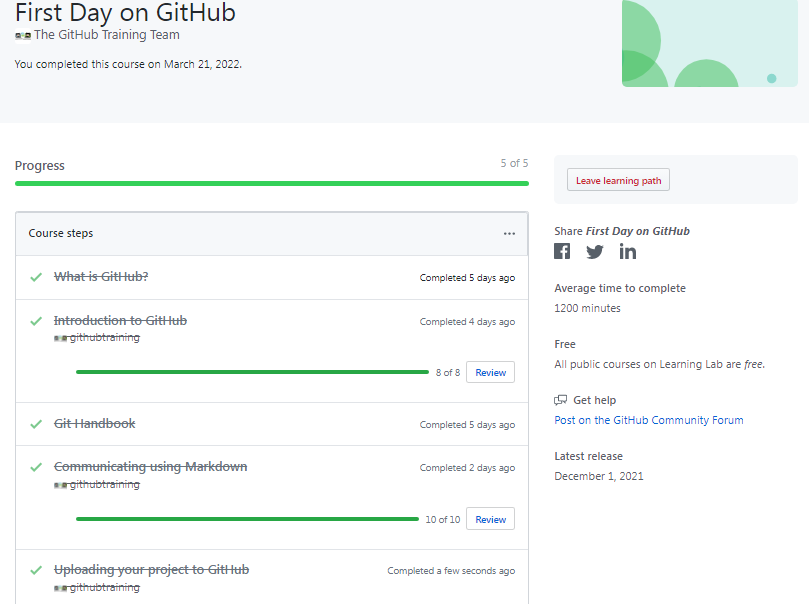 First Day on GitHub
The GitHub Training Team
You completed this course on March 21, 2022.
Progress
5 of 5
Course steps
What is GitHub?
Completed 5 days ago
Introduction to GitHub
Completed 4 days ago
githubtraining
8 of 8
Review
Git Handbook
Completed 5 days ago
Communicating using Markdown
Completed 2 days ago
githubtraining
10 of 10
Review
Uploading your project to GitHub
Completed a few seconds ago
githubtraining
Leave learning path
Share First Day on GitHub
Average time to complete
1200 minutes
Free
All public courses on Learning Lab are free.
Get help
Post on the GitHub Community Forum
Latest release
December 1, 2021